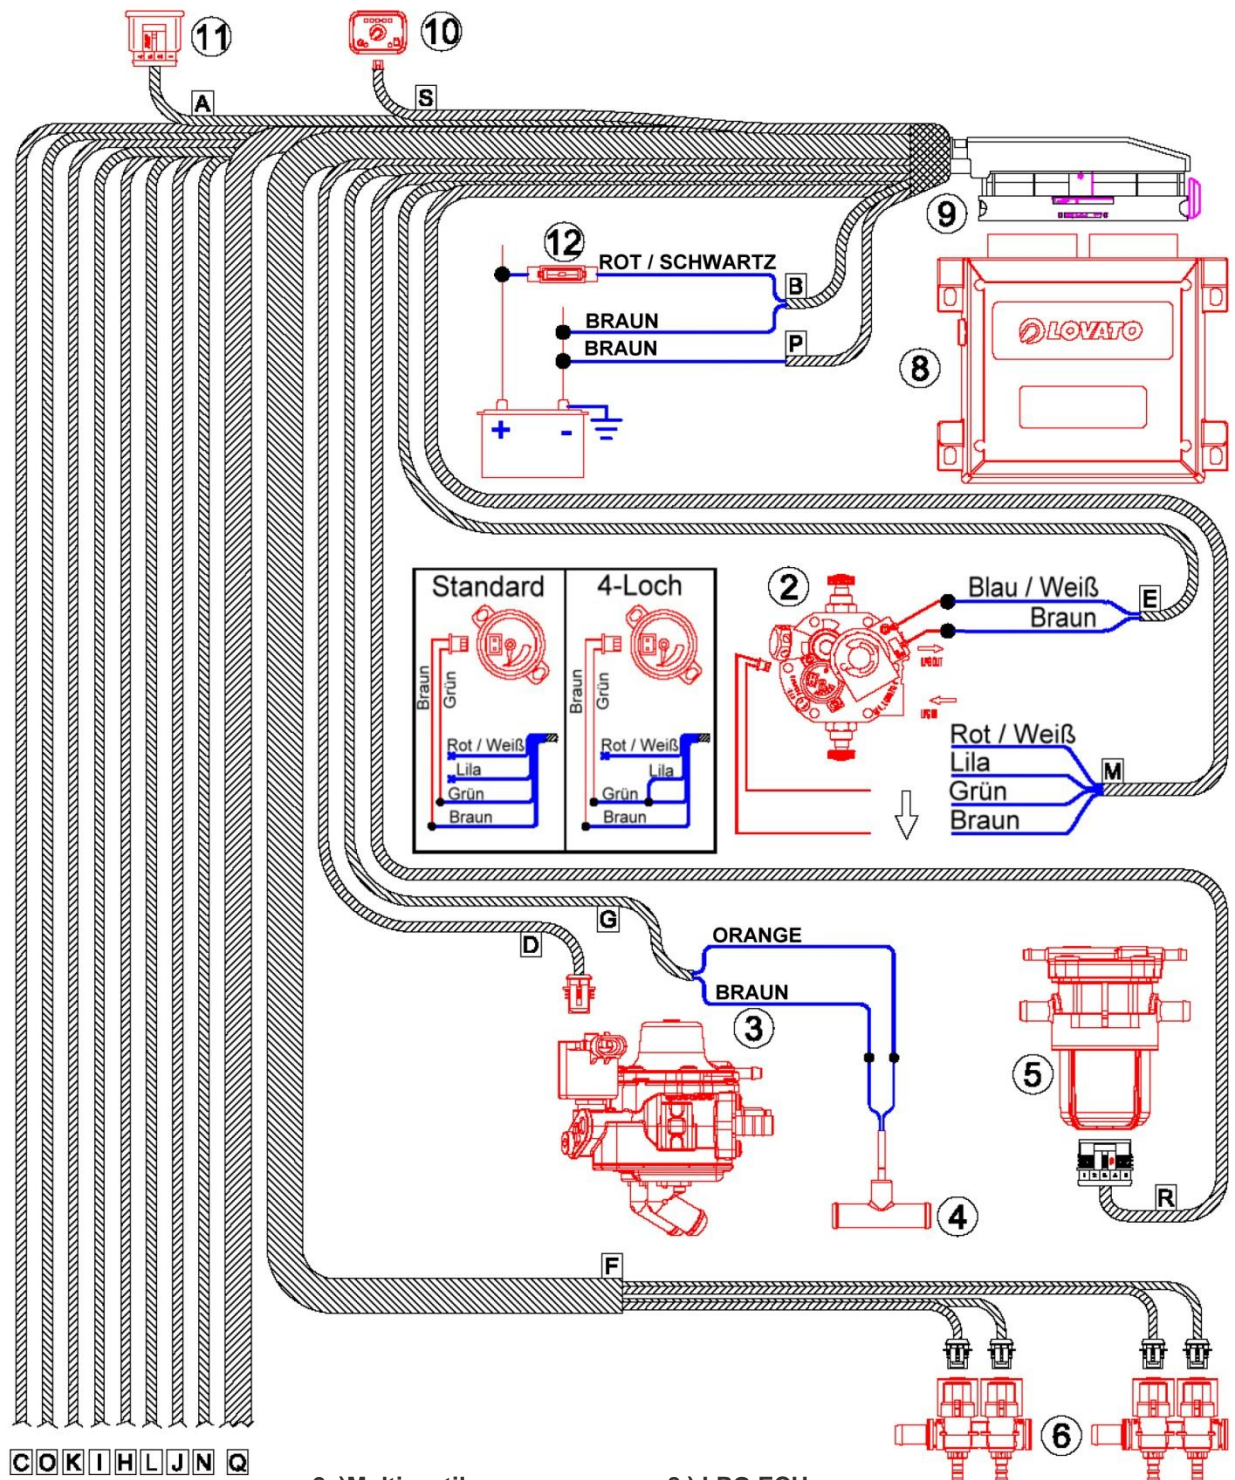 11
10
A
S
9
12
ROT / SCHWARTZ
B
BRAUN
BRAUN
P
LOVATO
8
+ -
Standard
4-Loch
2
Blau / Weiß
E
Braun
Braun
Grün
Braun
Grün
Rot / Weiß
Lila
Grün
Braun
Rot / Weiß
Lila
Grün
Braun
Rot / Weiß
Lila
M
Grün
Braun
G
D
ORANGE
BRAUN
3
5
4
R
F
6
C O K I H L J N Q